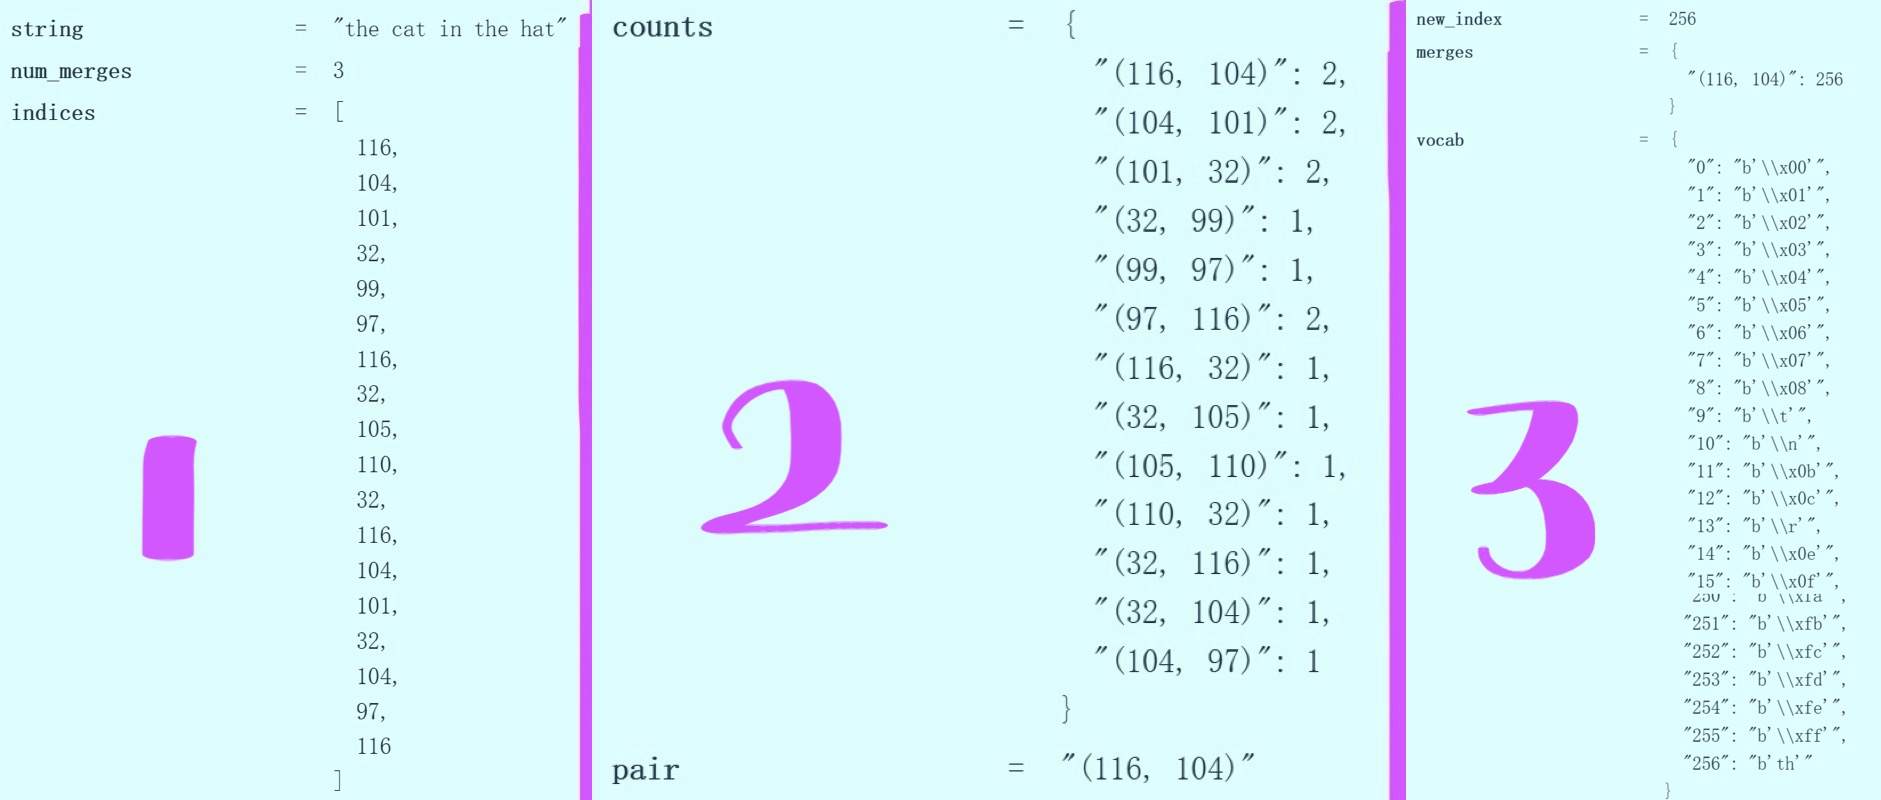 string = "the cat in the hat"
num_merges = 3
indices = [
116,
104,
101,
32,
99,
97,
116,
32,
105,
110,
32,
116,
104,
101,
32,
104,
97,
116
]
1
counts = {
"(116, 104)": 2,
"(104, 101)": 2,
"(101, 32)": 2,
"(32, 99)": 1,
"(99, 97)": 1,
"(97, 116)": 2,
"(116, 32)": 1,
"(32, 105)": 1,
"(105, 110)": 1,
"(110, 32)": 1,
"(32, 116)": 1,
"(32, 104)": 1,
"(104, 97)": 1
}
pair = "(116, 104)"
2
new_index = 256
merges = {
"(116, 104)": 256
}
vocab = {
"0": "b'\\x00'",
"1": "b'\\x01'",
"2": "b'\\x02'",
"3": "b'\\x03'",
"4": "b'\\x04'",
"5": "b'\\x05'",
"6": "b'\\x06'",
"7": "b'\\x07'",
"8": "b'\\x08'",
"9": "b'\\t'",
"10": "b'\\n'",
"11": "b'\\x0b'",
"12": "b'\\x0c'",
"13": "b'\\r'",
"14": "b'\\x0e'",
"15": "b'\\x0f'",
"250": "b'\\xfa'",
"251": "b'\\xfb'",
"252": "b'\\xfc'",
"253": "b'\\xfd'",
"254": "b'\\xfe'",
"255": "b'\\xff'",
"256": "b'th'"
}
3